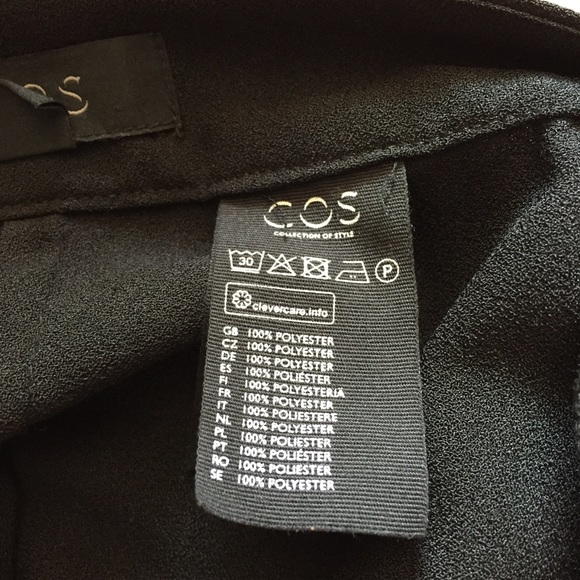 OS
COS
COLLECTION OF STYLE
30 P
clevercare.info
GB 100% POLYESTER
CZ 100% POLYESTER
DE 100% POLYESTER
ES 100% POLIÉSTER
FI 100% POLYESTERIÄ
FR 100% POLYESTER
IT 100% POLIESTERE
NL 100% POLYESTER
PL 100% POLIESTER
PT 100% POLIÉSTER
RO 100% POLIESTER
SE 100% POLYESTER